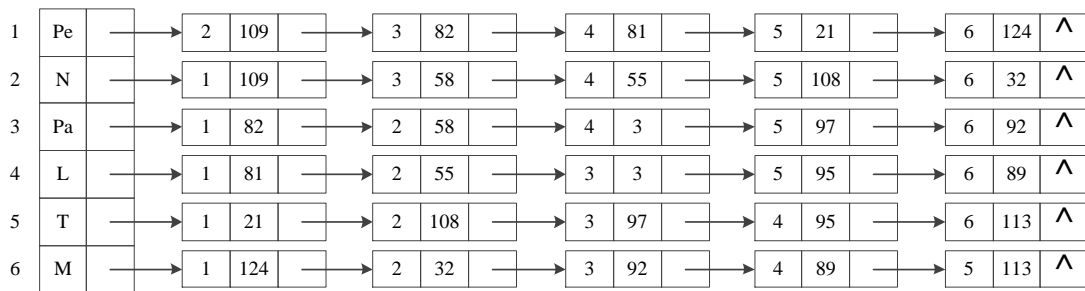 1 Pe 2 109 3 82 4 81 5 21 6 124 ^
2 N 1 109 3 58 4 55 5 108 6 32 ^
3 Pa 1 82 2 58 4 3 5 97 6 92 ^
4 L 1 81 2 55 3 3 5 95 6 89 ^
5 T 1 21 2 108 3 97 4 95 6 113 ^
6 M 1 124 2 32 3 92 4 89 5 113 ^